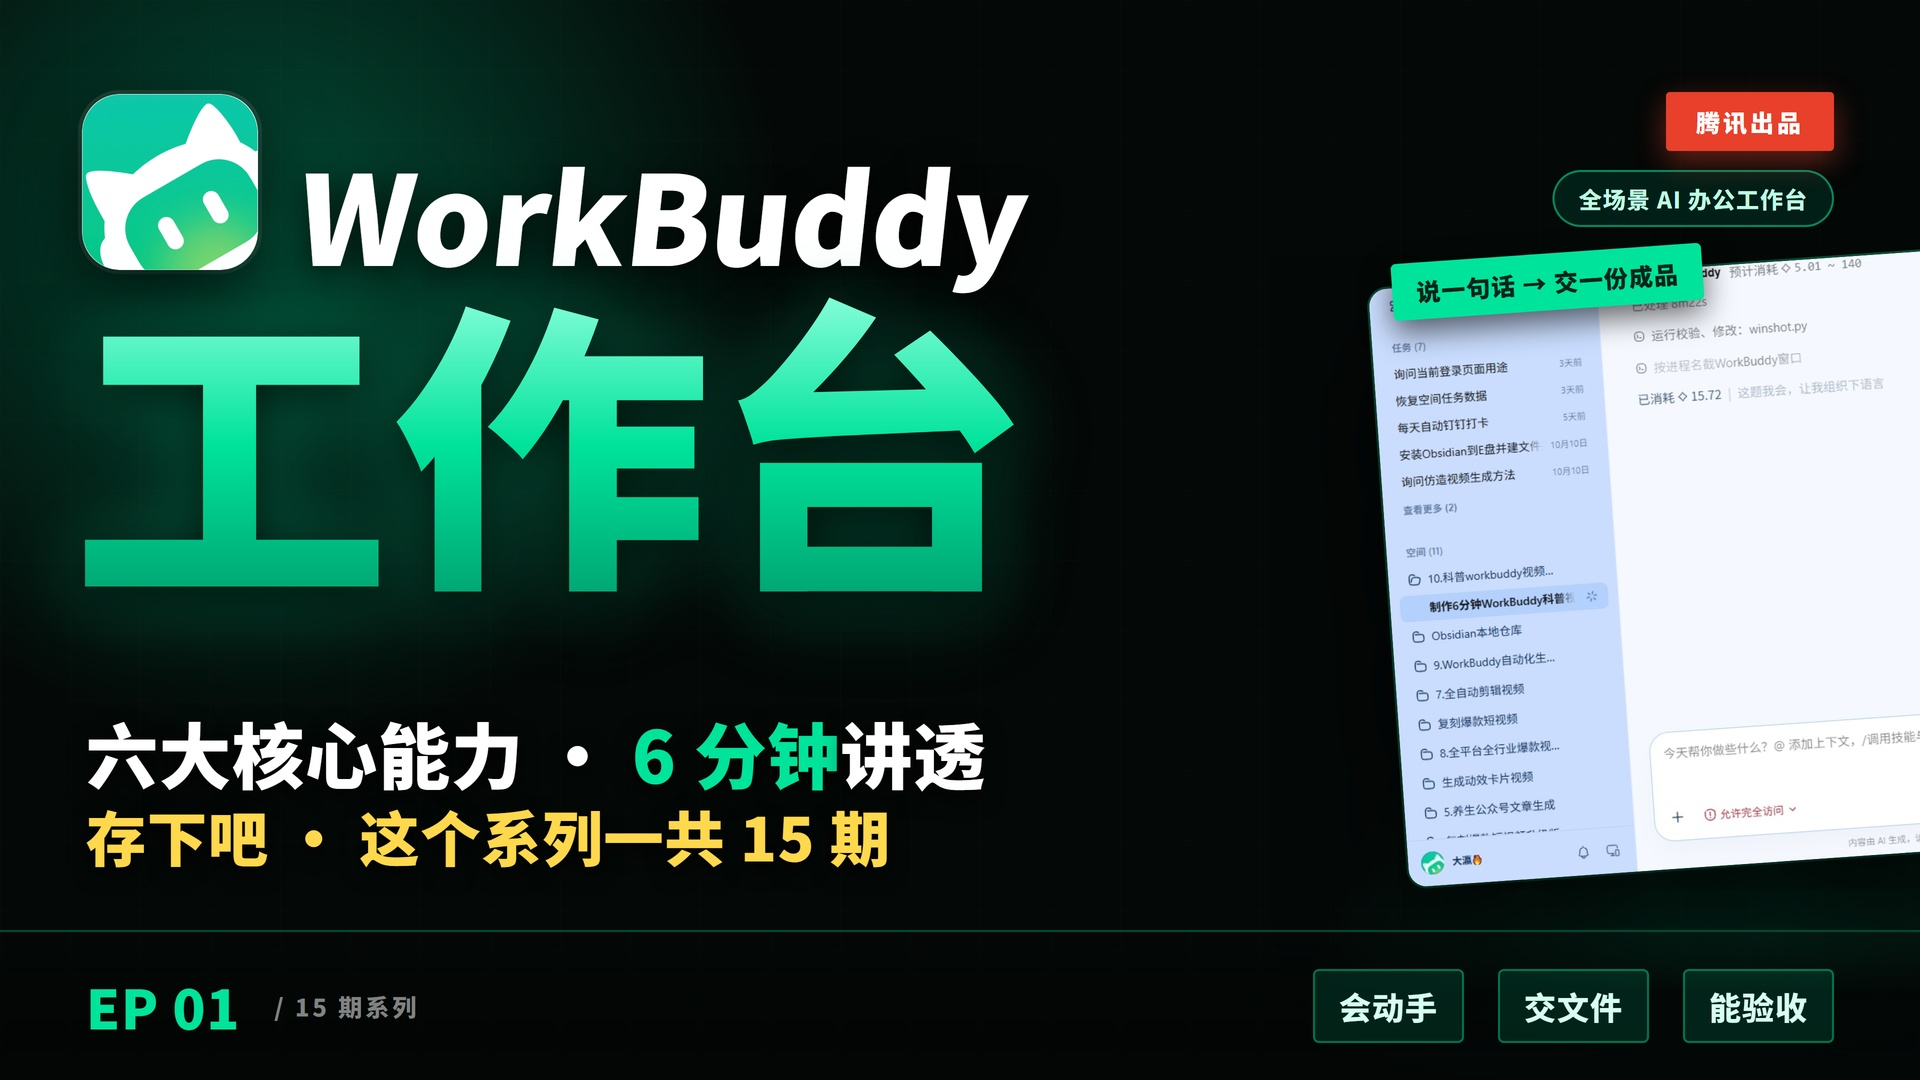 WorkBuddy
工作台
六大核心能力 · 6 分钟讲透
存下吧 · 这个系列一共 15 期
腾讯出品
全场景 AI 办公工作台
说一句话 → 交一份成品
ddy 预计消耗 5.01 ~ 140
已处理 8m22s
运行校验、修改：winshot.py
按进程名截WorkBuddy窗口
已消耗 15.72 | 这题我会，让我组织下语言
任务 (7)
询问当前登录页面用途 3天前
恢复空间任务数据 3天前
每天自动钉钉打卡 5天前
安装Obsidian到E盘并建文件 10月10日
询问仿造视频生成方法 10月10日
查看更多 (2)
空间 (11)
10.科普workbuddy视频...
制作6分钟WorkBuddy科普视
Obsidian本地仓库
9.WorkBuddy自动化生...
7.全自动剪辑视频
复刻爆款短视频
8.全平台全行业爆款视...
生成动效卡片视频
5.养生公众号文章生成
大瀛
今天帮你做些什么？@ 添加上下文，/调用技能
+ 允许完全访问
内容由 AI 生成，
EP 01 / 15 期系列
会动手
交文件
能验收